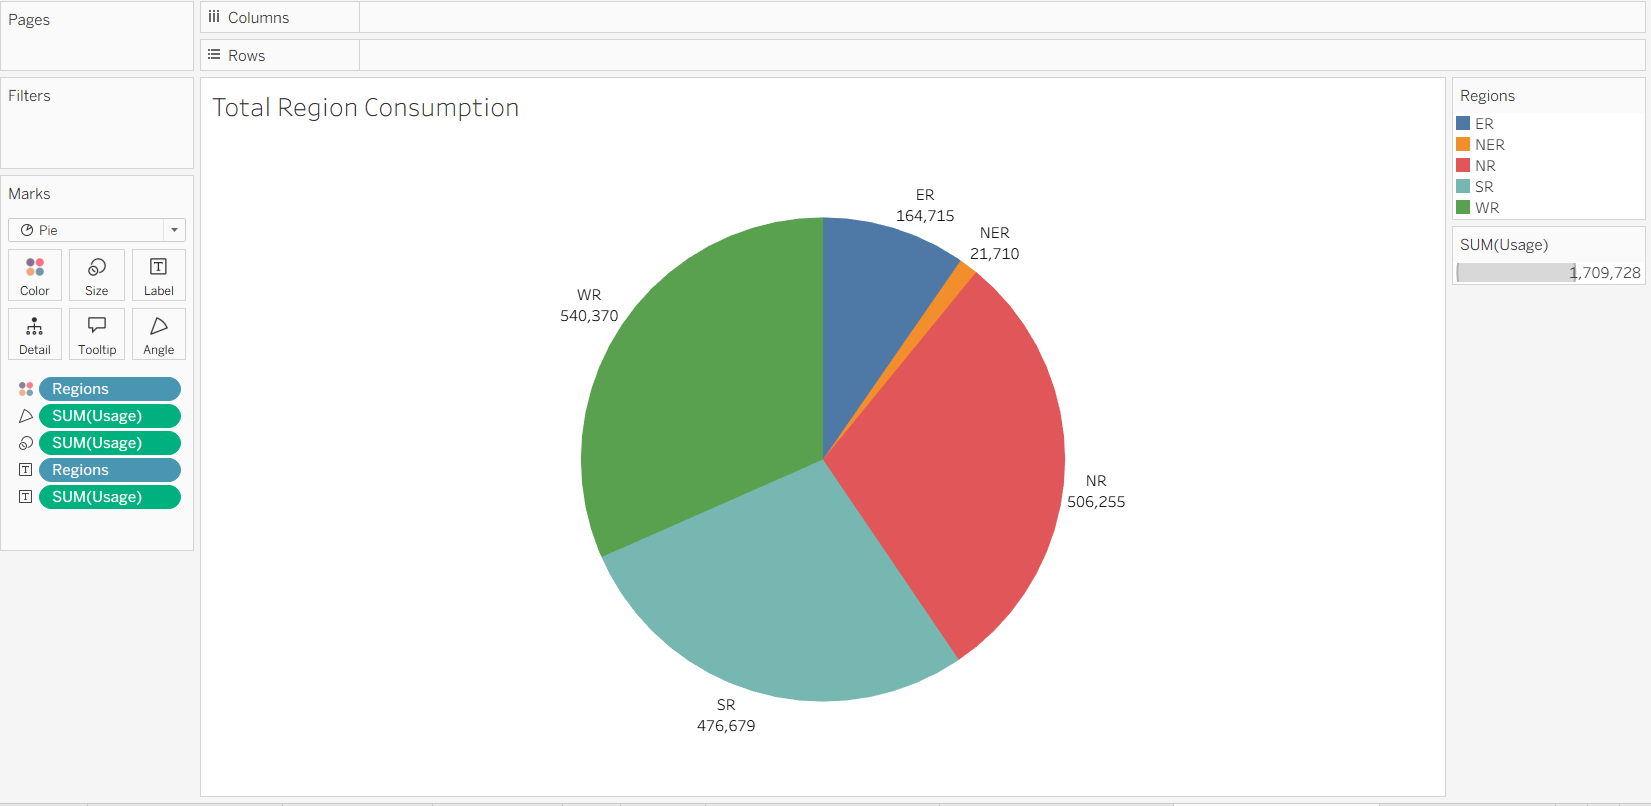 Pages
Columns
Rows
Filters
Marks
Pie
Color Size Label
Detail Tooltip Angle
Regions
SUM(Usage)
SUM(Usage)
Regions
SUM(Usage)
Total Region Consumption
ER
164,715
NER
21,710
WR
540,370
NR
506,255
SR
476,679
Regions
ER
NER
NR
SR
WR
SUM(Usage)
1,709,728